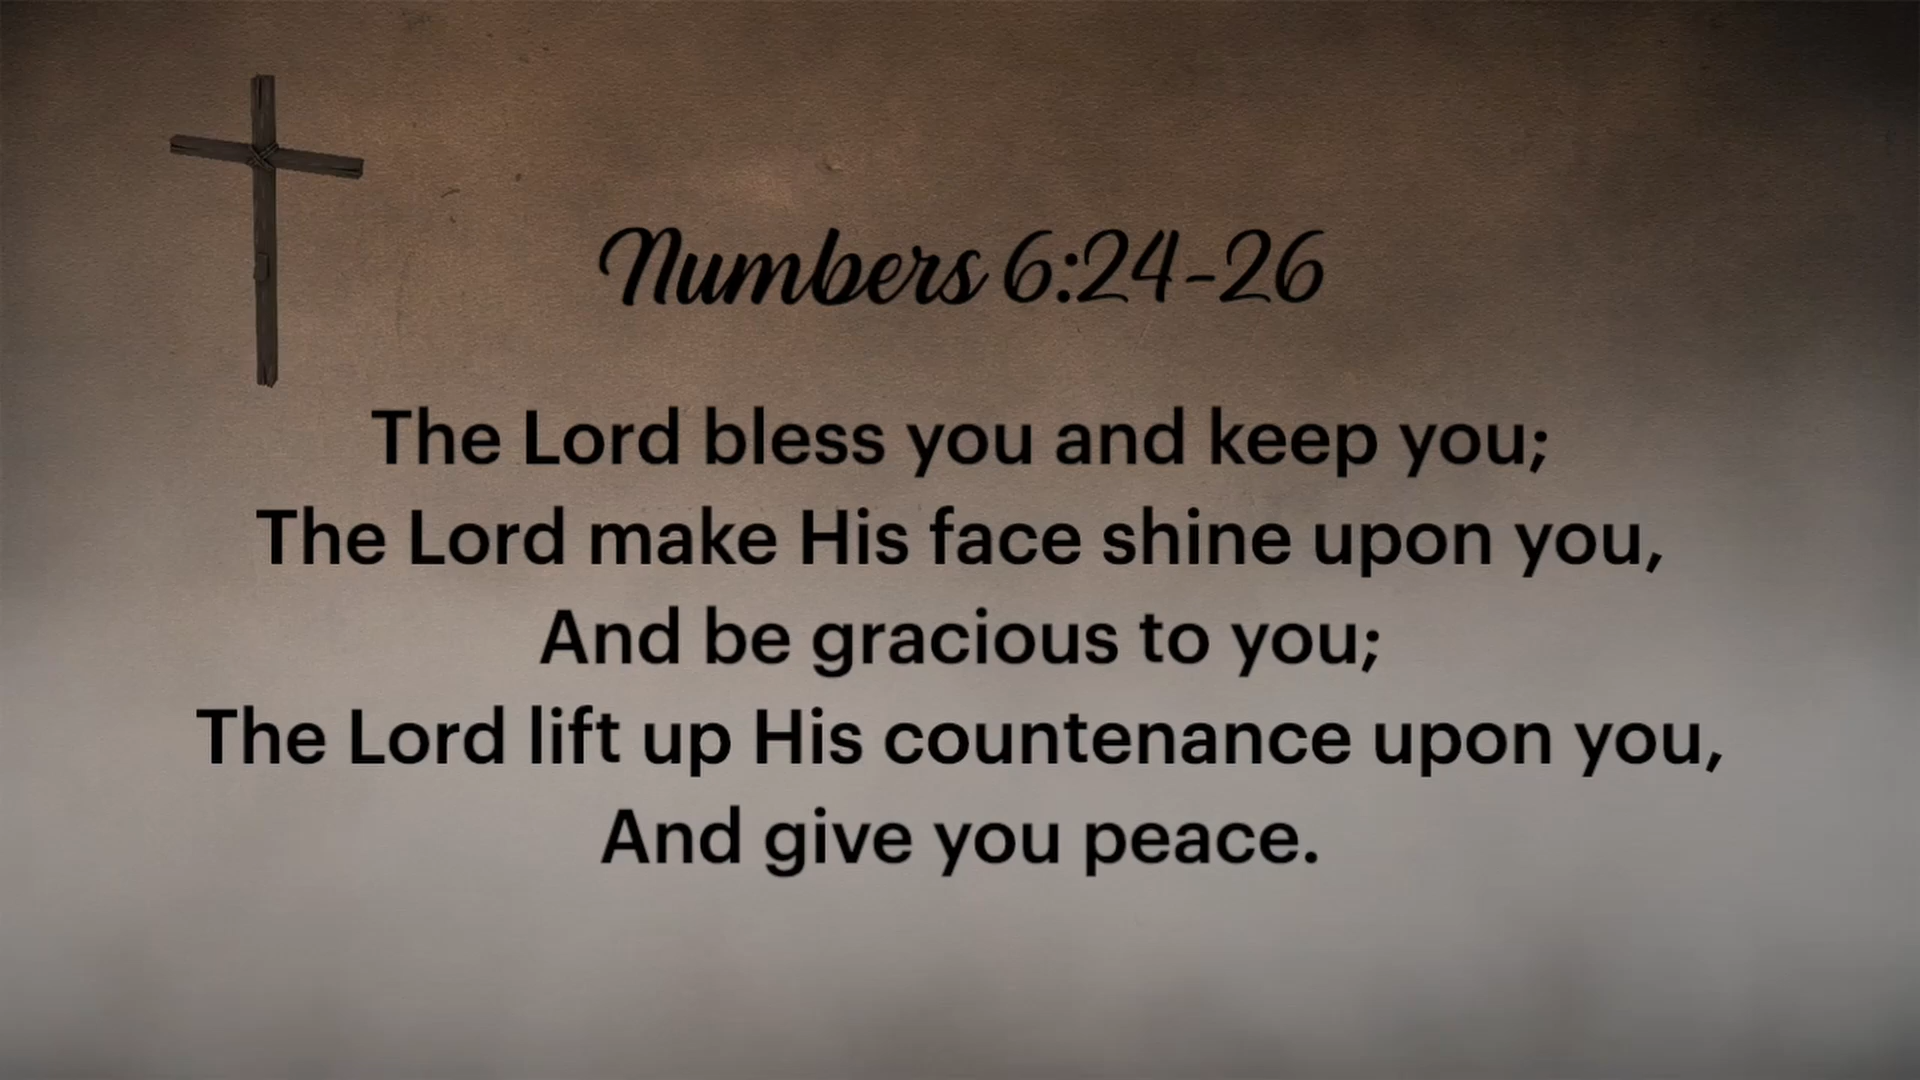 Numbers 6:24-26
The Lord bless you and keep you;
The Lord make His face shine upon you,
And be gracious to you;
The Lord lift up His countenance upon you,
And give you peace.